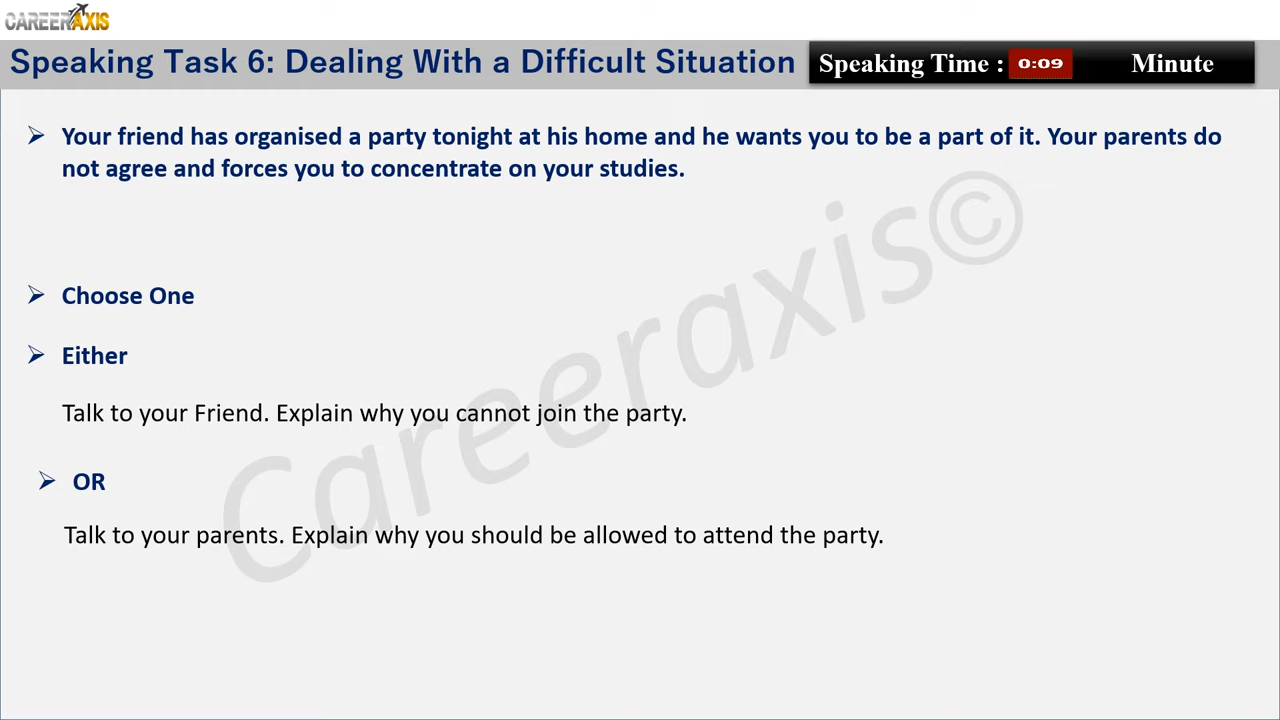 CAREERAXIS
Speaking Task 6: Dealing With a Difficult Situation
Speaking Time : 0:09 Minute
Your friend has organised a party tonight at his home and he wants you to be a part of it. Your parents do
not agree and forces you to concentrate on your studies.
Choose One
Either
Talk to your Friend. Explain why you cannot join the party.
OR
Talk to your parents. Explain why you should be allowed to attend the party.
Careeraxis©